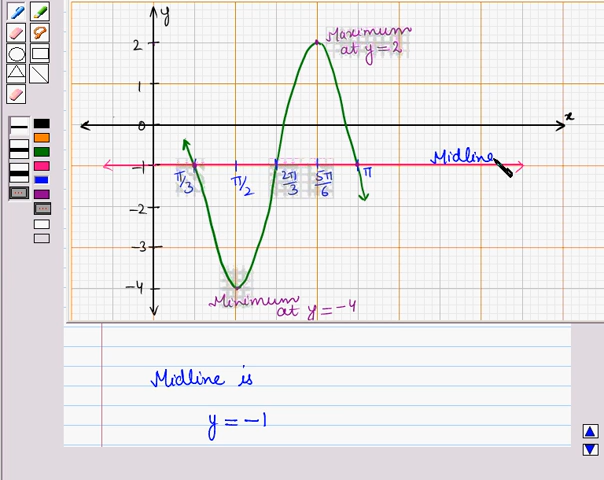 y
Maximum
at y = 2
2
1
0
x
Midline
-1
π/3
π/2
2π/3
5π/6
π
-2
-3
-4
Minimum
at y = -4
Midline is
y = -1